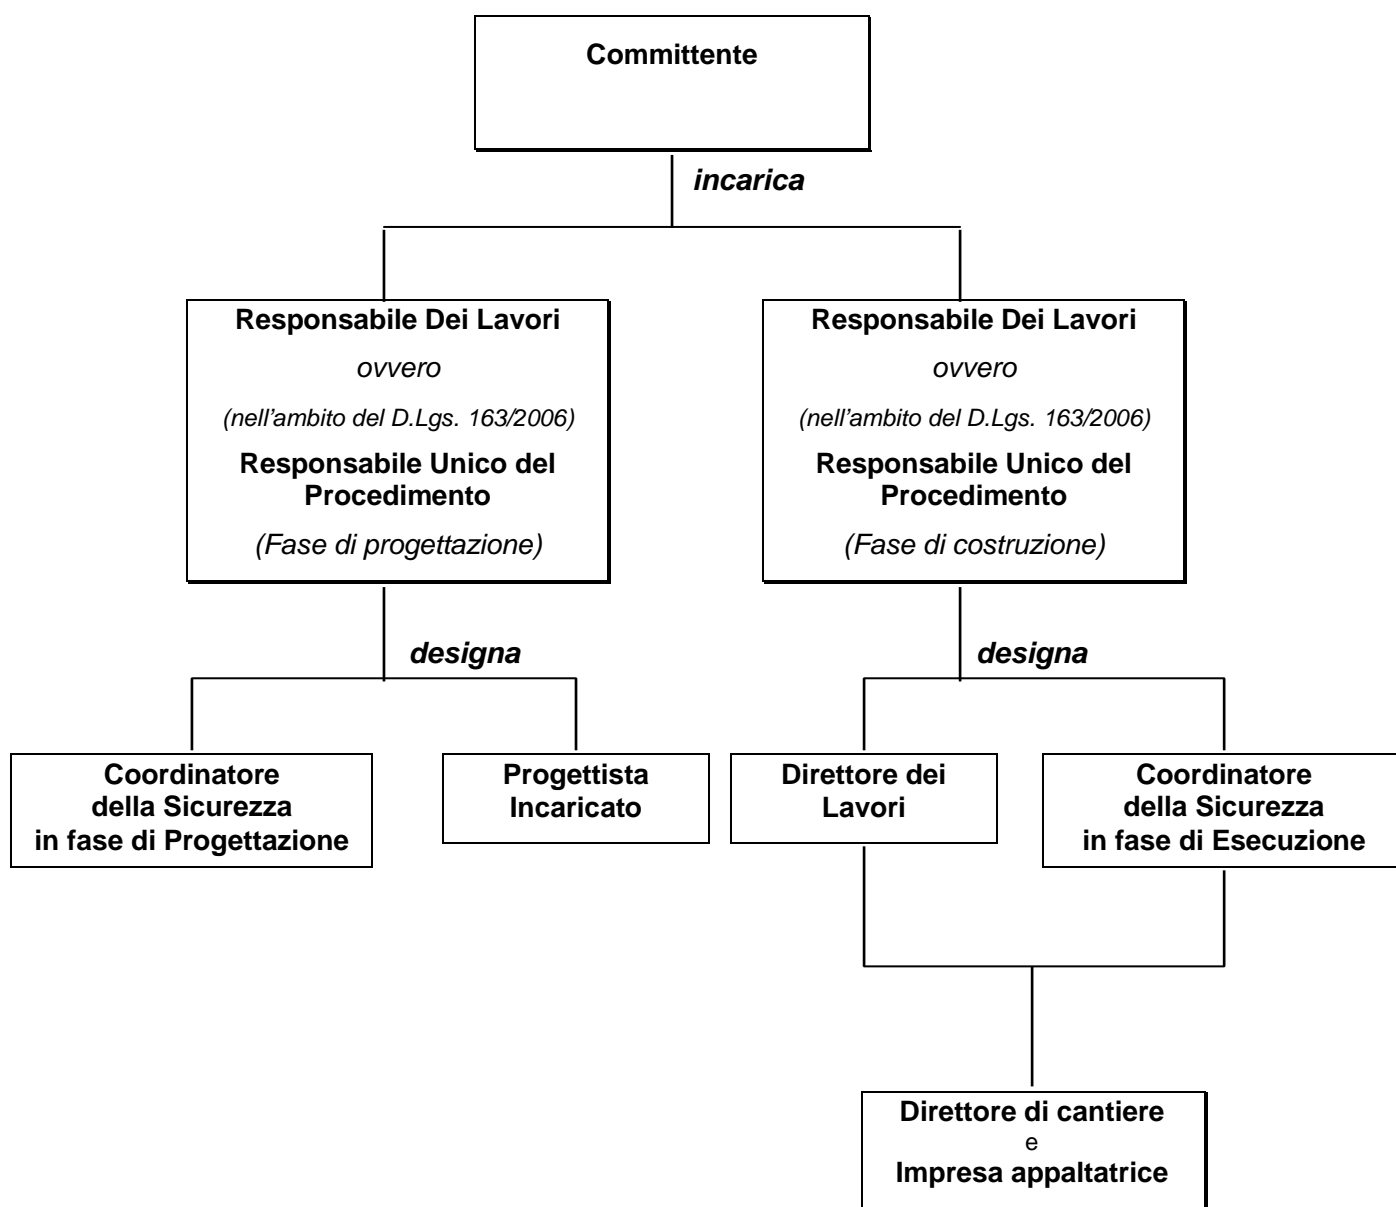 Committente
incarica
Responsabile Dei Lavori
ovvero
(nell'ambito del D.Lgs. 163/2006)
Responsabile Unico del
Procedimento
(Fase di progettazione)
Responsabile Dei Lavori
ovvero
(nell'ambito del D.Lgs. 163/2006)
Responsabile Unico del
Procedimento
(Fase di costruzione)
designa
designa
Coordinatore
della Sicurezza
in fase di Progettazione
Progettista
Incaricato
Direttore dei
Lavori
Coordinatore
della Sicurezza
in fase di Esecuzione
Direttore di cantiere
e
Impresa appaltatrice